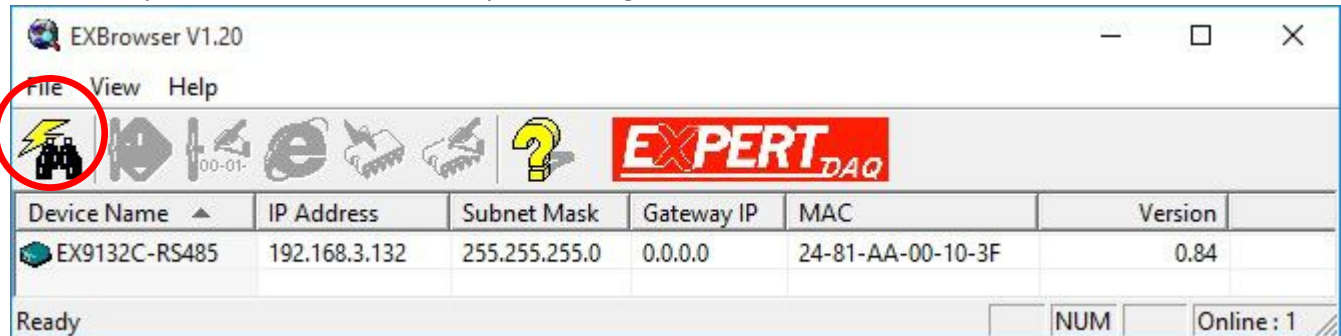 EXBrowser V1.20
File View Help
00-01-
EXPERT DAQ
Device Name IP Address Subnet Mask Gateway IP MAC Version
EX9132C-RS485 192.168.3.132 255.255.255.0 0.0.0.0 24-81-AA-00-10-3F 0.84
Ready NUM Online : 1